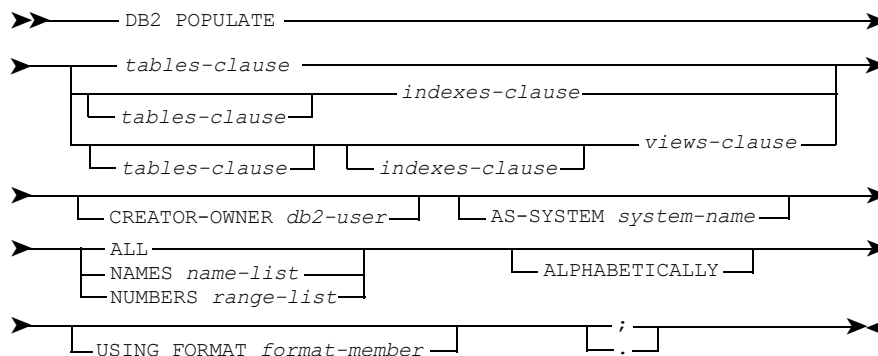 DB2 POPULATE
tables-clause
indexes-clause
tables-clause
views-clause
tables-clause indexes-clause
CREATOR-OWNER db2-user AS-SYSTEM system-name
ALL
NAMES name-list
ALPHABETICALLY
NUMBERS range-list
;
USING FORMAT format-member .